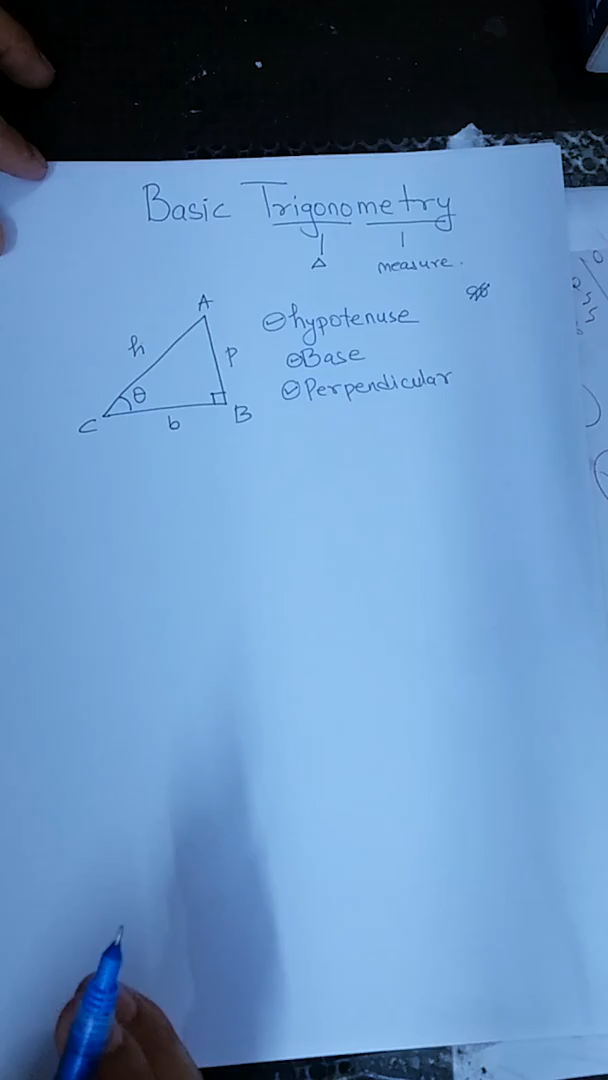 Basic Trigonometry
Δ measure.
A
h
p
θ
C
b
B
hypotenuse
Base
Perpendicular